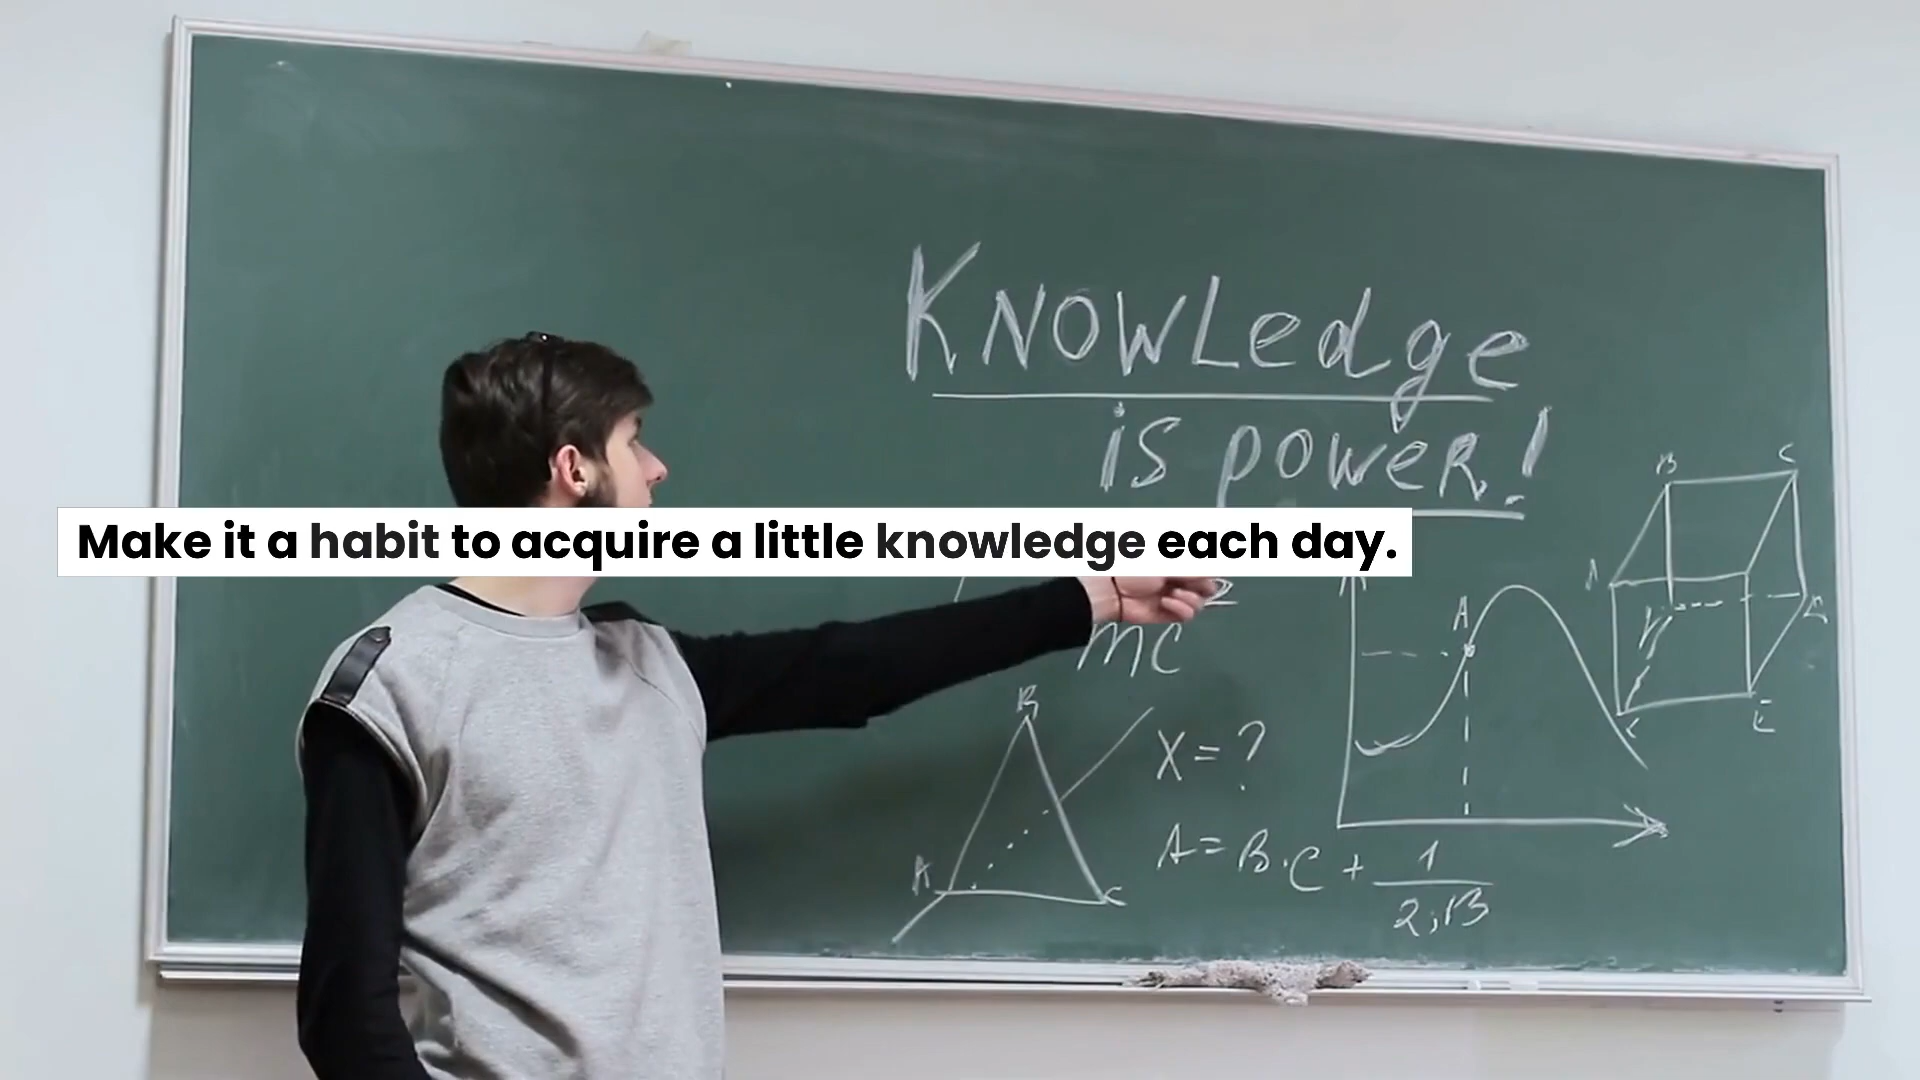 Knowledge
is power!
Make it a habit to acquire a little knowledge each day.
mc
B
A
C
X = ?
A = B.C + 1
2,13
A
B
C
A
E